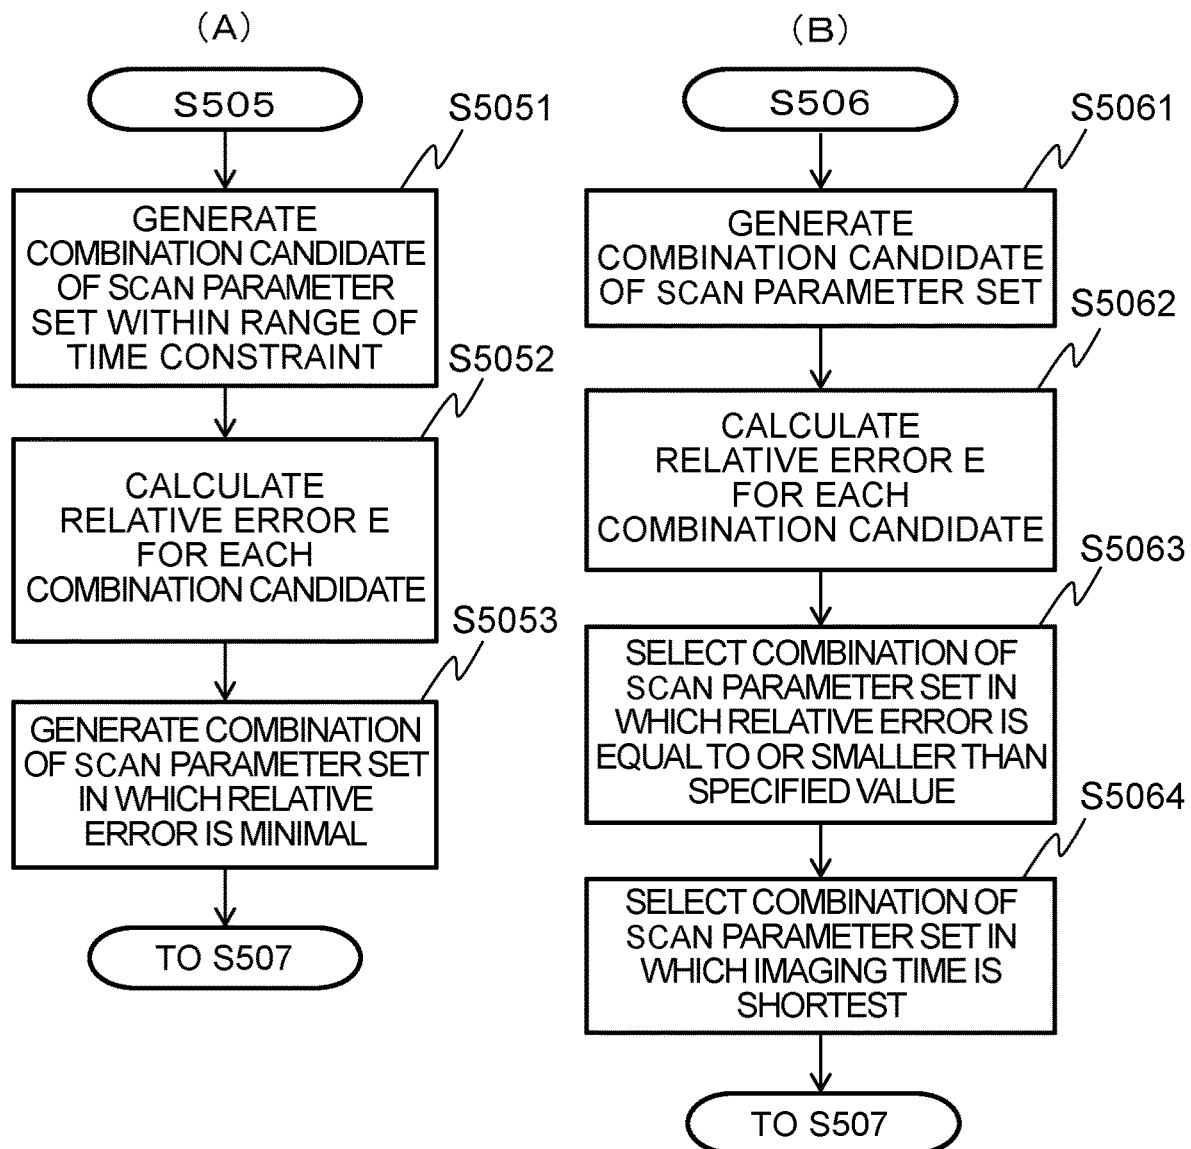 (A)
S505
S5051
GENERATE
COMBINATION CANDIDATE
OF SCAN PARAMETER
SET WITHIN RANGE OF
TIME CONSTRAINT
S5052
CALCULATE
RELATIVE ERROR E
FOR EACH
COMBINATION CANDIDATE
S5053
GENERATE COMBINATION
OF SCAN PARAMETER SET
IN WHICH RELATIVE
ERROR IS MINIMAL
TO S507
(B)
S506
S5061
GENERATE
COMBINATION CANDIDATE
OF SCAN PARAMETER SET
S5062
CALCULATE
RELATIVE ERROR E
FOR EACH
COMBINATION CANDIDATE
S5063
SELECT COMBINATION OF
SCAN PARAMETER SET IN
WHICH RELATIVE ERROR IS
EQUAL TO OR SMALLER THAN
SPECIFIED VALUE
S5064
SELECT COMBINATION OF
SCAN PARAMETER SET IN
WHICH IMAGING TIME IS
SHORTEST
TO S507